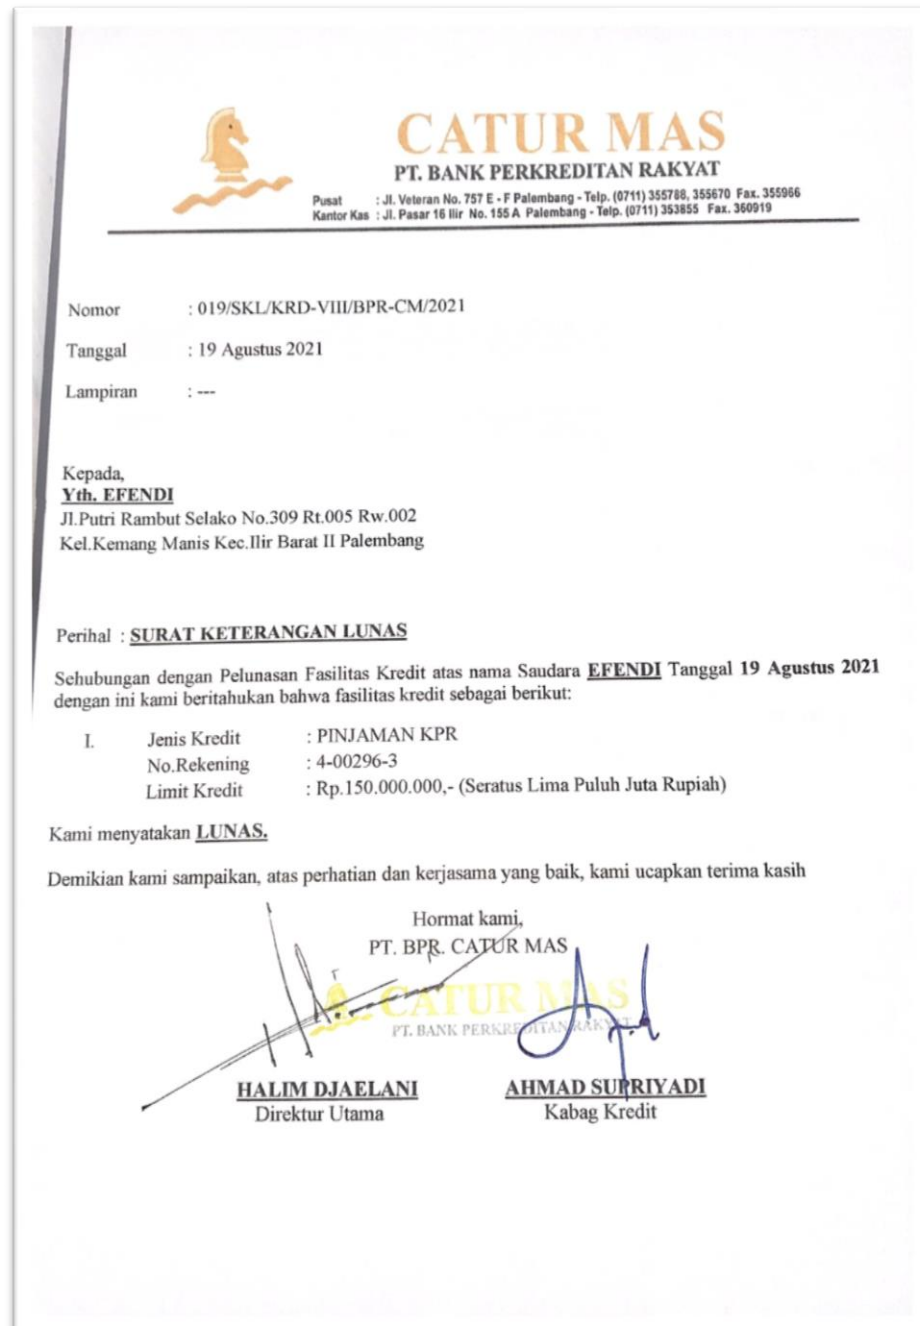 CATUR MAS
PT. BANK PERKREDITAN RAKYAT
Pusat : Jl. Veteran No. 757 E - F Palembang - Telp. (0711) 355788, 355670 Fax. 355966
Kantor Kas : Jl. Pasar 16 Ilir No. 155 A Palembang - Telp. (0711) 353855 Fax. 360919
Nomor : 019/SKL/KRD-VIII/BPR-CM/2021
Tanggal : 19 Agustus 2021
Lampiran : ---
Kepada,
Yth. EFENDI
Jl.Putri Rambut Selako No.309 Rt.005 Rw.002
Kel.Kemang Manis Kec.Ilir Barat II Palembang
Perihal : SURAT KETERANGAN LUNAS
Sehubungan dengan Pelunasan Fasilitas Kredit atas nama Saudara EFENDI Tanggal 19 Agustus 2021
dengan ini kami beritahukan bahwa fasilitas kredit sebagai berikut:
I. Jenis Kredit : PINJAMAN KPR
No.Rekening : 4-00296-3
Limit Kredit : Rp.150.000.000,- (Seratus Lima Puluh Juta Rupiah)
Kami menyatakan LUNAS.
Demikian kami sampaikan, atas perhatian dan kerjasama yang baik, kami ucapkan terima kasih
Hormat kami,
PT. BPR. CATUR MAS
CATUR MAS
PT. BANK PERKREDITAN RAKYAT
HALIM DJAELANI AHMAD SUPRIYADI
Direktur Utama Kabag Kredit